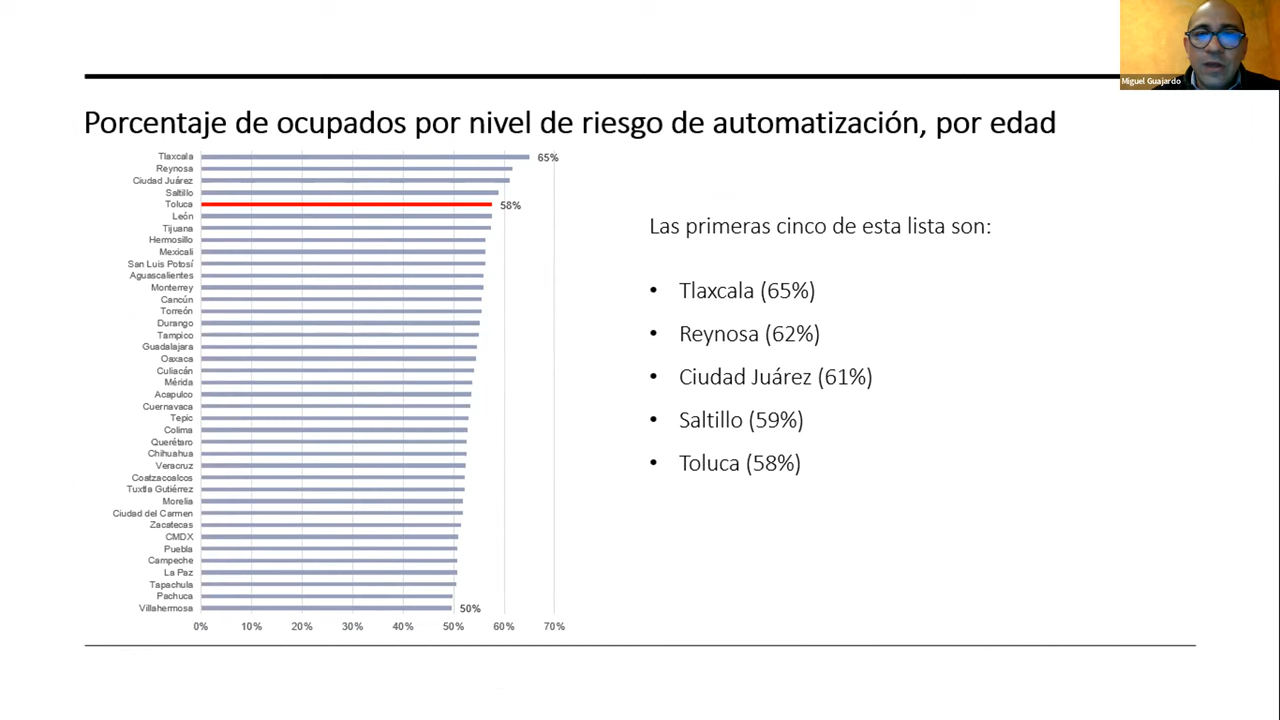 Miguel Guajardo
Porcentaje de ocupados por nivel de riesgo de automatización, por edad
Tlaxcala 65%
Reynosa
Ciudad Juárez
Saltillo
Toluca 58%
León
Tijuana
Hermosillo
Mexicali
San Luis Potosí
Aguascalientes
Monterrey
Cancún
Torreón
Durango
Tampico
Guadalajara
Oaxaca
Culiacán
Mérida
Acapulco
Cuernavaca
Tepic
Colima
Querétaro
Chihuahua
Veracruz
Coatzacoalcos
Tuxtla Gutiérrez
Morelia
Ciudad del Carmen
Zacatecas
CMDX
Puebla
Campeche
La Paz
Tapachula
Pachuca
Villahermosa 50%
0% 10% 20% 30% 40% 50% 60% 70%
Las primeras cinco de esta lista son:
• Tlaxcala (65%)
• Reynosa (62%)
• Ciudad Juárez (61%)
• Saltillo (59%)
• Toluca (58%)